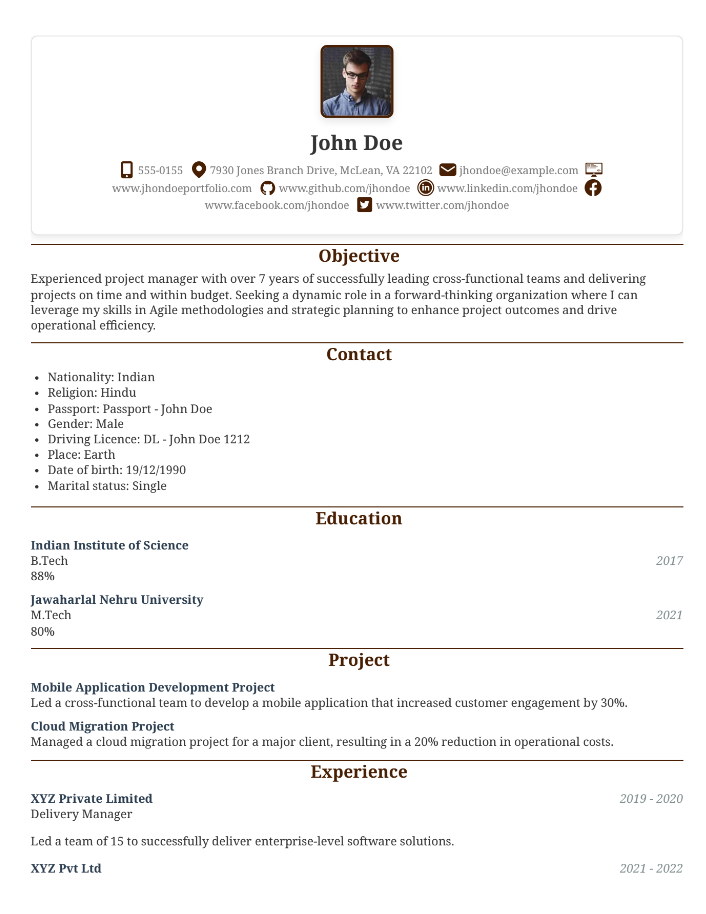 John Doe
555-0155 7930 Jones Branch Drive, McLean, VA 22102 jhondoe@example.com
www.jhondoeportfolio.com www.github.com/jhondoe www.linkedin.com/jhondoe
www.facebook.com/jhondoe www.twitter.com/jhondoe
Objective
Experienced project manager with over 7 years of successfully leading cross-functional teams and delivering
projects on time and within budget. Seeking a dynamic role in a forward-thinking organization where I can
leverage my skills in Agile methodologies and strategic planning to enhance project outcomes and drive
operational efficiency.
Contact
• Nationality: Indian
• Religion: Hindu
• Passport: Passport - John Doe
• Gender: Male
• Driving Licence: DL - John Doe 1212
• Place: Earth
• Date of birth: 19/12/1990
• Marital status: Single
Education
Indian Institute of Science
B.Tech 2017
88%
Jawaharlal Nehru University
M.Tech 2021
80%
Project
Mobile Application Development Project
Led a cross-functional team to develop a mobile application that increased customer engagement by 30%.
Cloud Migration Project
Managed a cloud migration project for a major client, resulting in a 20% reduction in operational costs.
Experience
XYZ Private Limited 2019 - 2020
Delivery Manager
Led a team of 15 to successfully deliver enterprise-level software solutions.
XYZ Pvt Ltd 2021 - 2022